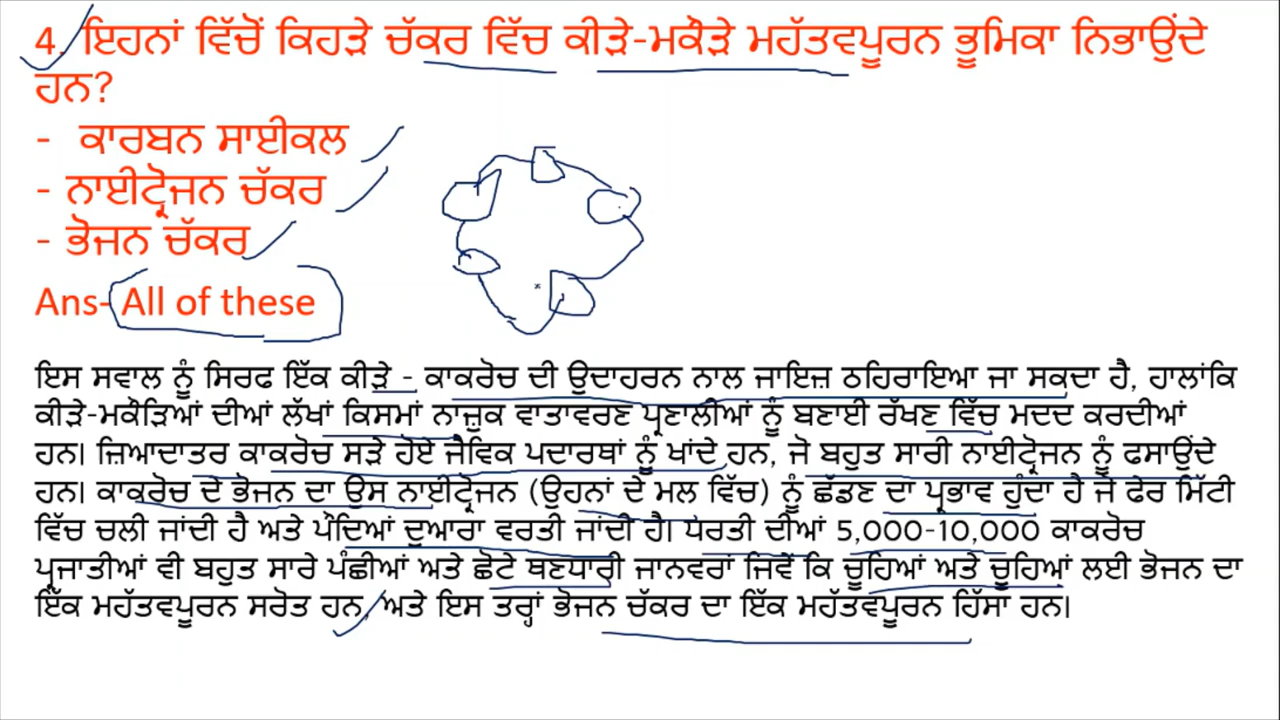 4. ਇਹਨਾਂ ਵਿੱਚੋਂ ਕਿਹੜੇ ਚੱਕਰ ਵਿੱਚ ਕੀੜੇ-ਮਕੌੜੇ ਮਹੱਤਵਪੂਰਨ ਭੂਮਿਕਾ ਨਿਭਾਉਂਦੇ
ਹਨ?
- ਕਾਰਬਨ ਸਾਈਕਲ
- ਨਾਈਟ੍ਰੋਜਨ ਚੱਕਰ
- ਭੋਜਨ ਚੱਕਰ
Ans- All of these
ਇਸ ਸਵਾਲ ਨੂੰ ਸਿਰਫ ਇੱਕ ਕੀੜੇ - ਕਾਕਰੋਚ ਦੀ ਉਦਾਹਰਨ ਨਾਲ ਜਾਇਜ਼ ਠਹਿਰਾਇਆ ਜਾ ਸਕਦਾ ਹੈ, ਹਾਲਾਂਕਿ
ਕੀੜੇ-ਮਕੌੜਿਆਂ ਦੀਆਂ ਲੱਖਾਂ ਕਿਸਮਾਂ ਨਾਜ਼ੁਕ ਵਾਤਾਵਰਣ ਪ੍ਰਣਾਲੀਆਂ ਨੂੰ ਬਣਾਈ ਰੱਖਣ ਵਿੱਚ ਮਦਦ ਕਰਦੀਆਂ
ਹਨ। ਜ਼ਿਆਦਾਤਰ ਕਾਕਰੋਚ ਸੜੇ ਹੋਏ ਜੈਵਿਕ ਪਦਾਰਥਾਂ ਨੂੰ ਖਾਂਦੇ ਹਨ, ਜੋ ਬਹੁਤ ਸਾਰੀ ਨਾਈਟ੍ਰੋਜਨ ਨੂੰ ਫਸਾਉਂਦੇ
ਹਨ। ਕਾਕਰੋਚ ਦੇ ਭੋਜਨ ਦਾ ਉਸ ਨਾਈਟ੍ਰੋਜਨ (ਉਹਨਾਂ ਦੇ ਮਲ ਵਿੱਚ) ਨੂੰ ਛੱਡਣ ਦਾ ਪ੍ਰਭਾਵ ਹੁੰਦਾ ਹੈ ਜੋ ਫੇਰ ਮਿੱਟੀ
ਵਿੱਚ ਚਲੀ ਜਾਂਦੀ ਹੈ ਅਤੇ ਪੌਦਿਆਂ ਦੁਆਰਾ ਵਰਤੀ ਜਾਂਦੀ ਹੈ। ਧਰਤੀ ਦੀਆਂ 5,000-10,000 ਕਾਕਰੋਚ
ਪ੍ਰਜਾਤੀਆਂ ਵੀ ਬਹੁਤ ਸਾਰੇ ਪੰਛੀਆਂ ਅਤੇ ਛੋਟੇ ਥਣਧਾਰੀ ਜਾਨਵਰਾਂ ਜਿਵੇਂ ਕਿ ਚੂਹਿਆਂ ਅਤੇ ਚੂਹਿਆਂ ਲਈ ਭੋਜਨ ਦਾ
ਇੱਕ ਮਹੱਤਵਪੂਰਨ ਸਰੋਤ ਹਨ, ਅਤੇ ਇਸ ਤਰ੍ਹਾਂ ਭੋਜਨ ਚੱਕਰ ਦਾ ਇੱਕ ਮਹੱਤਵਪੂਰਨ ਹਿੱਸਾ ਹਨ।